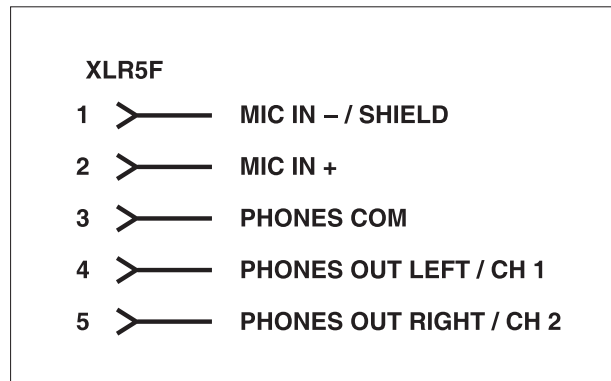 XLR5F
1 MIC IN – / SHIELD
2 MIC IN +
3 PHONES COM
4 PHONES OUT LEFT / CH 1
5 PHONES OUT RIGHT / CH 2